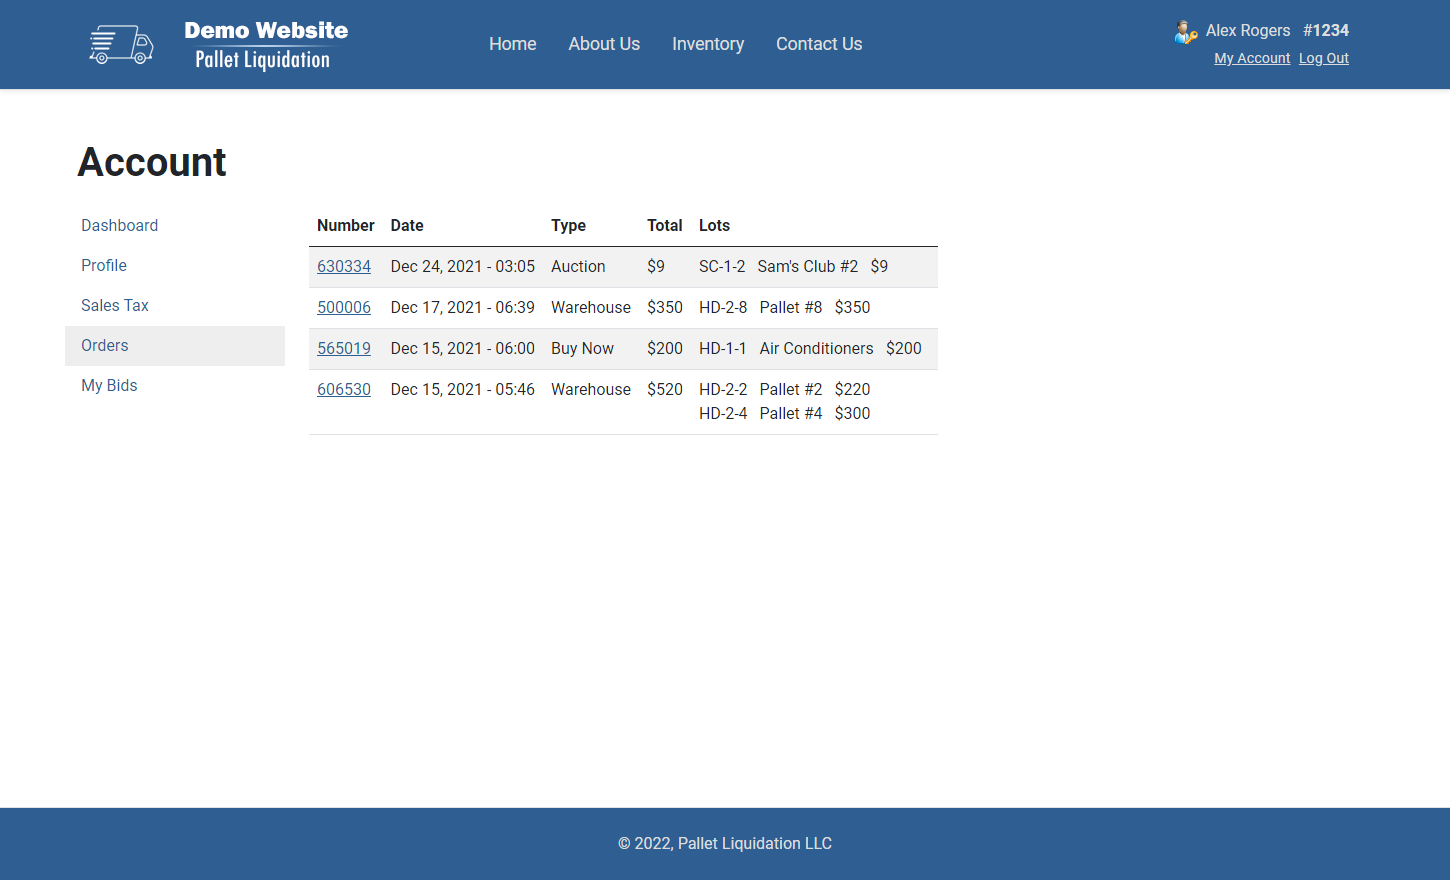 Demo Website
Pallet Liquidation
Home About Us Inventory Contact Us
Alex Rogers #1234
My Account Log Out
Account
Dashboard
Profile
Sales Tax
Orders
My Bids
Number Date Type Total Lots
630334 Dec 24, 2021 - 03:05 Auction $9 SC-1-2 Sam's Club #2 $9
500006 Dec 17, 2021 - 06:39 Warehouse $350 HD-2-8 Pallet #8 $350
565019 Dec 15, 2021 - 06:00 Buy Now $200 HD-1-1 Air Conditioners $200
606530 Dec 15, 2021 - 05:46 Warehouse $520 HD-2-2 Pallet #2 $220
HD-2-4 Pallet #4 $300
© 2022, Pallet Liquidation LLC